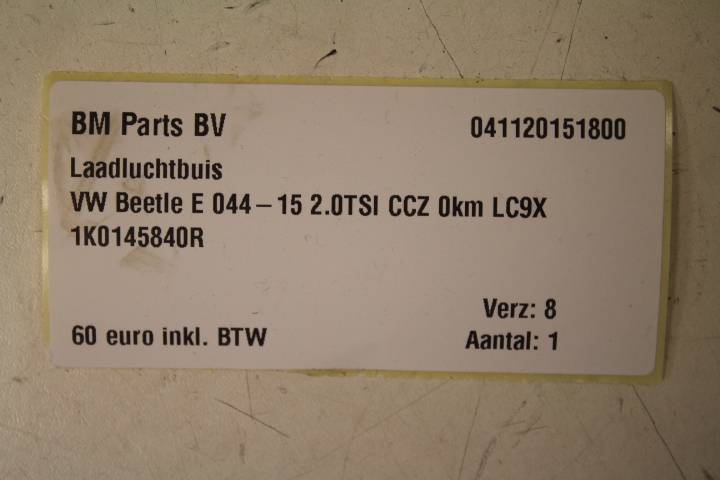 BM Parts BV 041120151800
Laadluchtbuis
VW Beetle E 044-15 2.0TSI CCZ 0km LC9X
1K0145840R
Verz: 8
60 euro inkl. BTW Aantal: 1